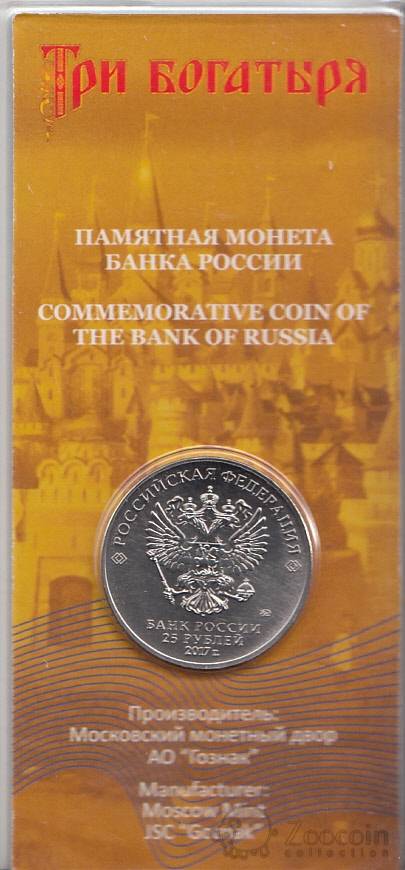 Три богатыря
ПАМЯТНАЯ МОНЕТА
БАНКА РОССИИ
COMMEMORATIVE COIN OF
THE BANK OF RUSSIA
РОССИЙСКАЯ ФЕДЕРАЦИЯ
БАНК РОССИИ
25 РУБЛЕЙ
2017 г.
Производитель:
Московский монетный двор
АО "Гознак"
Manufacturer:
Moscow Mint
JSC "Goznak"
Zoocoin
collection